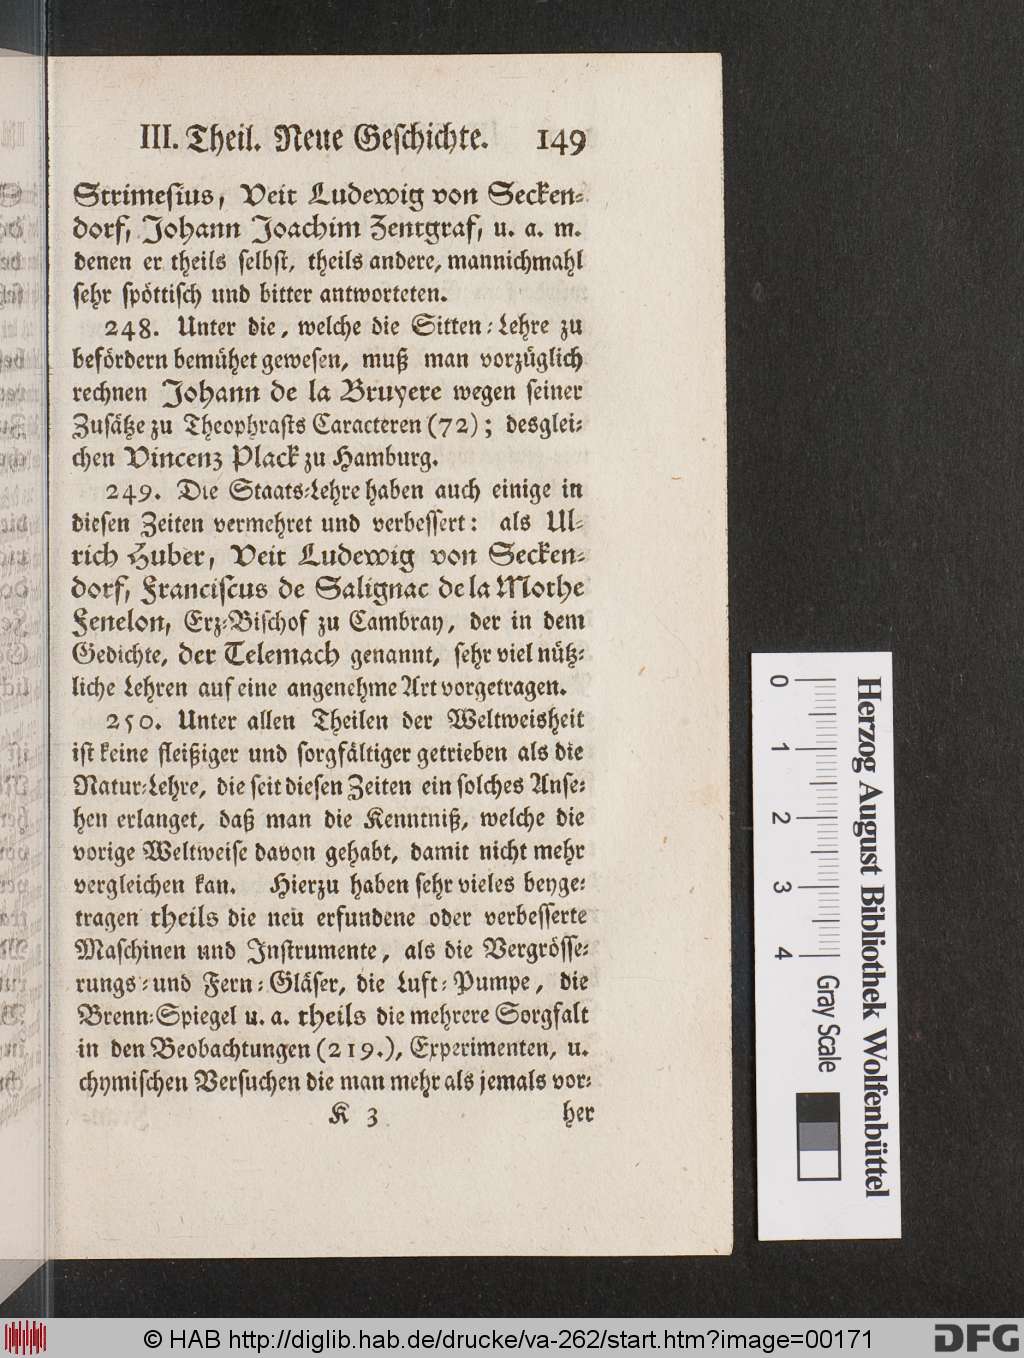 III. Theil. Neue Geschichte. 149
Strimesius, Veit Ludewig von Secken-
dorf, Johann Joachim Zentgraf, u. a. m.
denen er theils selbst, theils andere, mannichmahl
sehr spöttisch und bitter antworteten.
248. Unter die, welche die Sitten-Lehre zu
befördern bemühet gewesen, muß man vorzüglich
rechnen Johann de la Bruyere wegen seiner
Zusätze zu Theophrasts Caracteren (72); desglei-
chen Vincenz Plack zu Hamburg.
249. Die Staats-Lehre haben auch einige in
diesen Zeiten vermehret und verbessert: als Ul-
rich Huber, Veit Ludewig von Secken-
dorf, Franciscus de Salignac de la Mothe
Fenelon, Erz-Bischof zu Cambray, der in dem
Gedichte, der Telemach genannt, sehr viel nütz-
liche Lehren auf eine angenehme Art vorgetragen.
250. Unter allen Theilen der Weltweisheit
ist keine fleißiger und sorgfältiger getrieben als die
Natur-Lehre, die seit diesen Zeiten ein solches Anse-
hen erlanget, daß man die Kenntniß, welche die
vorige Weltweise davon gehabt, damit nicht mehr
vergleichen kan. Hierzu haben sehr vieles beyge-
tragen theils die neu erfundene oder verbesserte
Maschinen und Instrumente, als die Vergrösse-
rungs- und Fern-Gläser, die Luft-Pumpe, die
Brenn-Spiegel u. a. theils die mehrere Sorgfalt
in den Beobachtungen (219.), Experimenten, u.
chymischen Versuchen die man mehr als jemals vor-
K 3 her
Herzog August Bibliothek Wolfenbüttel
0 1 2 3 4 Gray Scale
© HAB http://diglib.hab.de/drucke/va-262/start.htm?image=00171
DFG